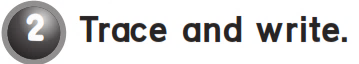 2 Trace and write.